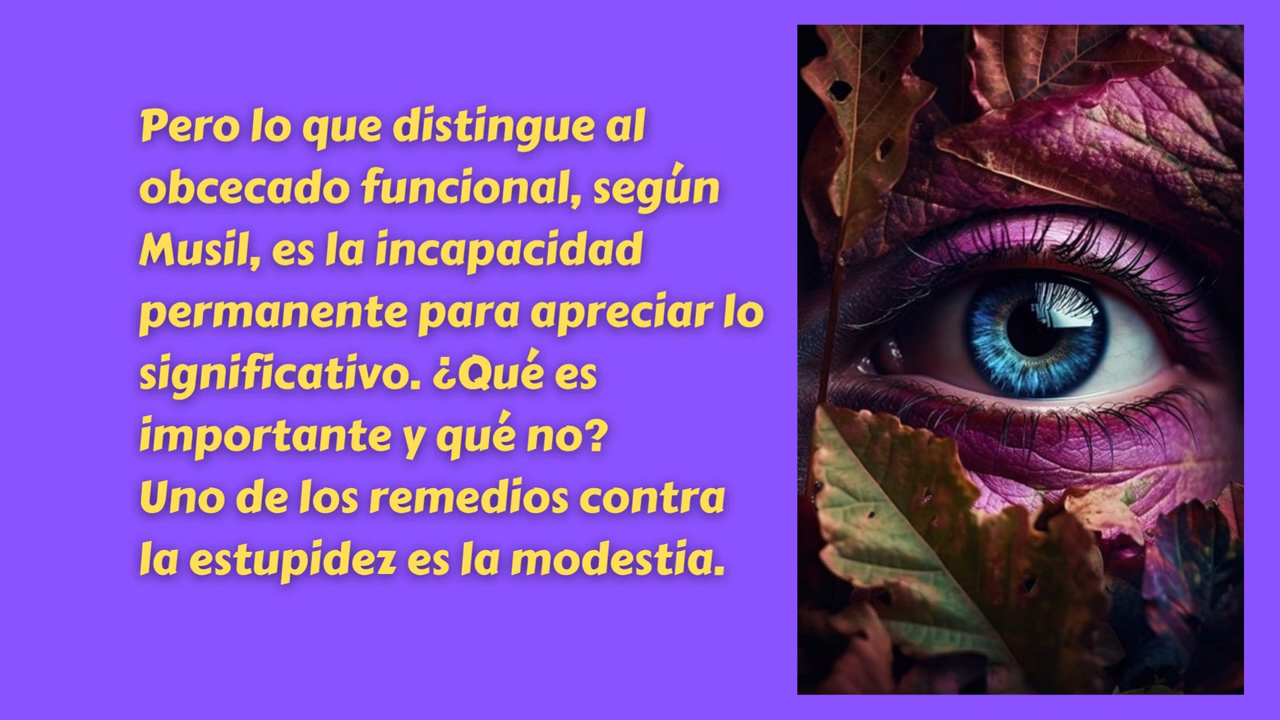 Pero lo que distingue al
obcecado funcional, según
Musil, es la incapacidad
permanente para apreciar lo
significativo. ¿Qué es
importante y qué no?
Uno de los remedios contra
la estupidez es la modestia.